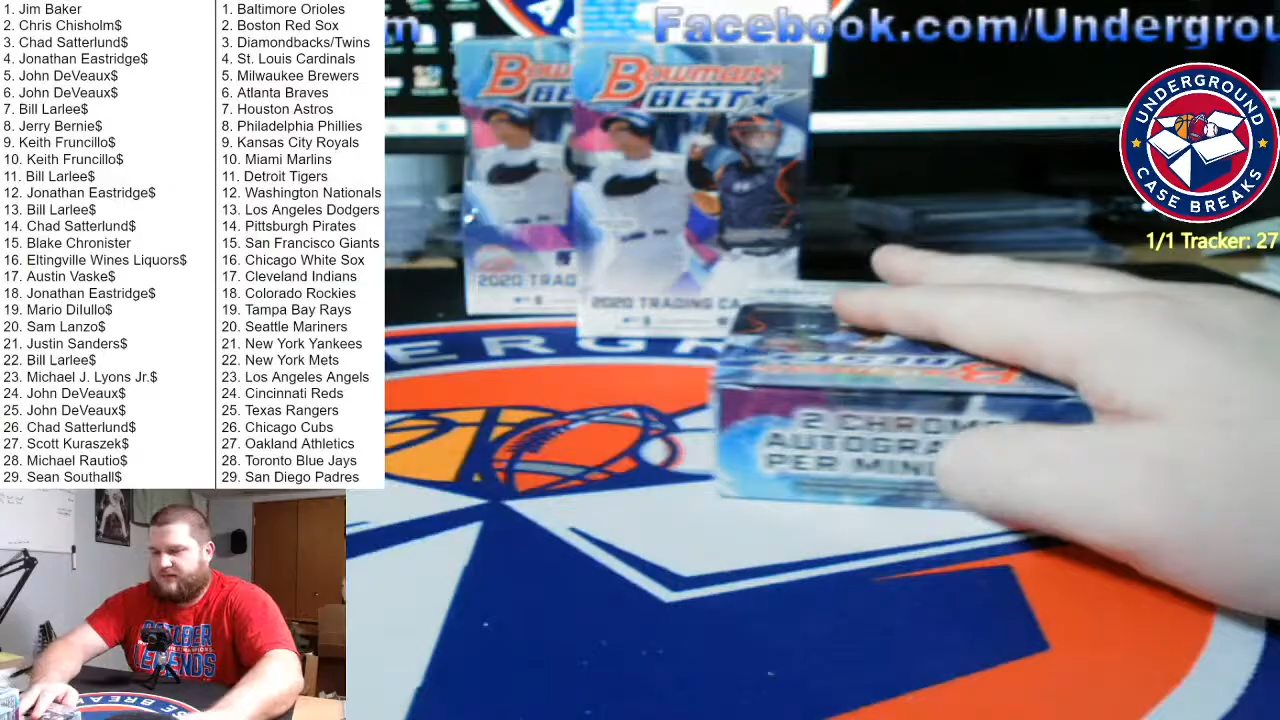 1. Jim Baker
2. Chris Chisholm$
3. Chad Satterlund$
4. Jonathan Eastridge$
5. John DeVeaux$
6. John DeVeaux$
7. Bill Larlee$
8. Jerry Bernie$
9. Keith Fruncillo$
10. Keith Fruncillo$
11. Bill Larlee$
12. Jonathan Eastridge$
13. Bill Larlee$
14. Chad Satterlund$
15. Blake Chronister
16. Eltingville Wines Liquors$
17. Austin Vaske$
18. Jonathan Eastridge$
19. Mario DiIullo$
20. Sam Lanzo$
21. Justin Sanders$
22. Bill Larlee$
23. Michael J. Lyons Jr.$
24. John DeVeaux$
25. John DeVeaux$
26. Chad Satterlund$
27. Scott Kuraszek$
28. Michael Rautio$
29. Sean Southall$
1. Baltimore Orioles
2. Boston Red Sox
3. Diamondbacks/Twins
4. St. Louis Cardinals
5. Milwaukee Brewers
6. Atlanta Braves
7. Houston Astros
8. Philadelphia Phillies
9. Kansas City Royals
10. Miami Marlins
11. Detroit Tigers
12. Washington Nationals
13. Los Angeles Dodgers
14. Pittsburgh Pirates
15. San Francisco Giants
16. Chicago White Sox
17. Cleveland Indians
18. Colorado Rockies
19. Tampa Bay Rays
20. Seattle Mariners
21. New York Yankees
22. New York Mets
23. Los Angeles Angels
24. Cincinnati Reds
25. Texas Rangers
26. Chicago Cubs
27. Oakland Athletics
28. Toronto Blue Jays
29. San Diego Padres
m
Facebook.com/Undergrou
UNDERGROUND
CASE BREAKS
1/1 Tracker: 27
Bow
BE
2020 TRAD
Bowman's
BEST
2020 TRADING CA
ERGR
2 CHROME
AUTOGRA
PER MINI
OCTOBER
LEGENDS
BREA